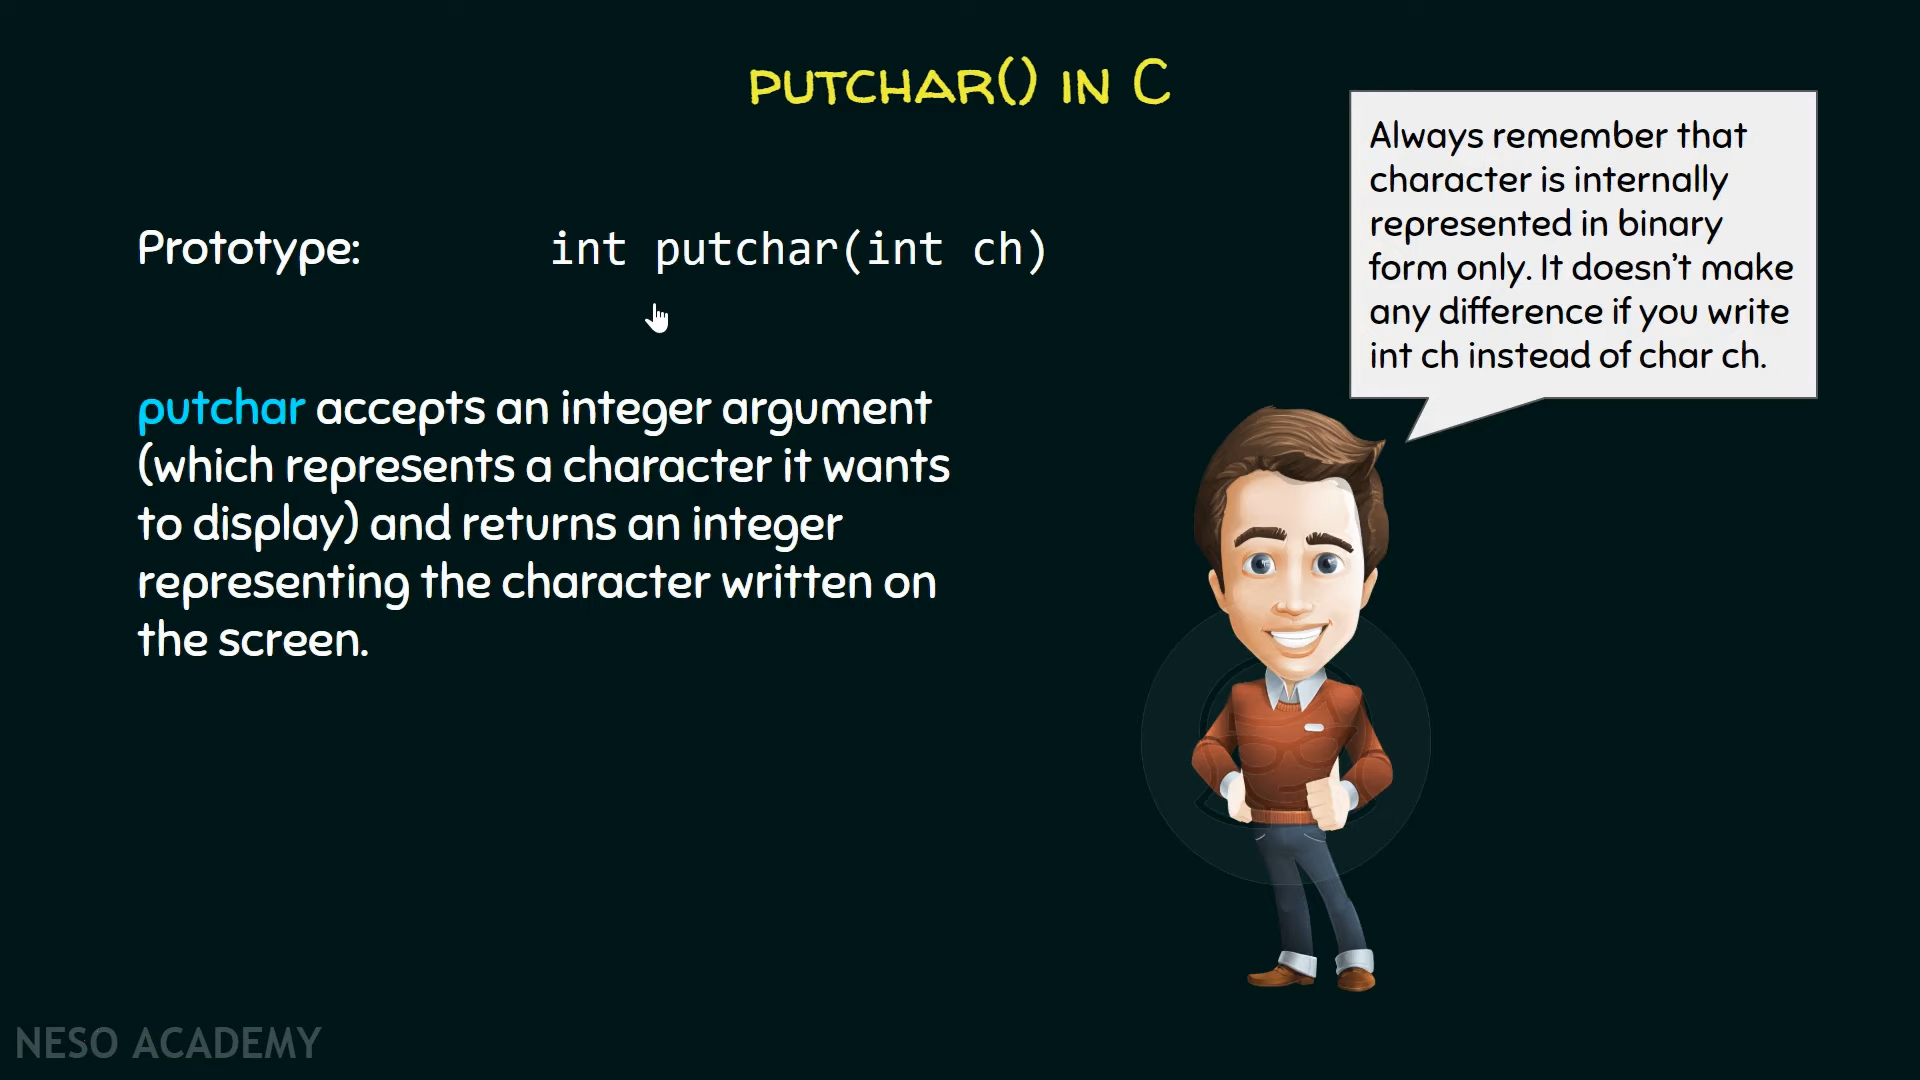 PUTCHAR() IN C
Always remember that
character is internally
represented in binary
form only. It doesn't make
any difference if you write
int ch instead of char ch.
Prototype: int putchar(int ch)
putchar accepts an integer argument
(which represents a character it wants
to display) and returns an integer
representing the character written on
the screen.
NESO ACADEMY